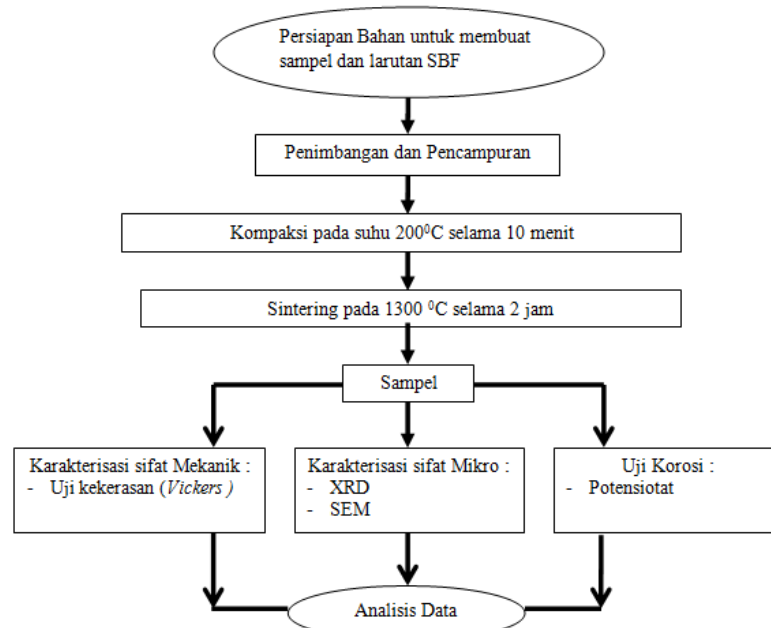 Persiapan Bahan untuk membuat
sampel dan larutan SBF
Penimbangan dan Pencampuran
Kompaksi pada suhu 200⁰C selama 10 menit
Sintering pada 1300 ⁰C selama 2 jam
Sampel
Karakterisasi sifat Mekanik :
- Uji kekerasan (Vickers )
Karakterisasi sifat Mikro :
- XRD
- SEM
Uji Korosi :
- Potensiotat
Analisis Data